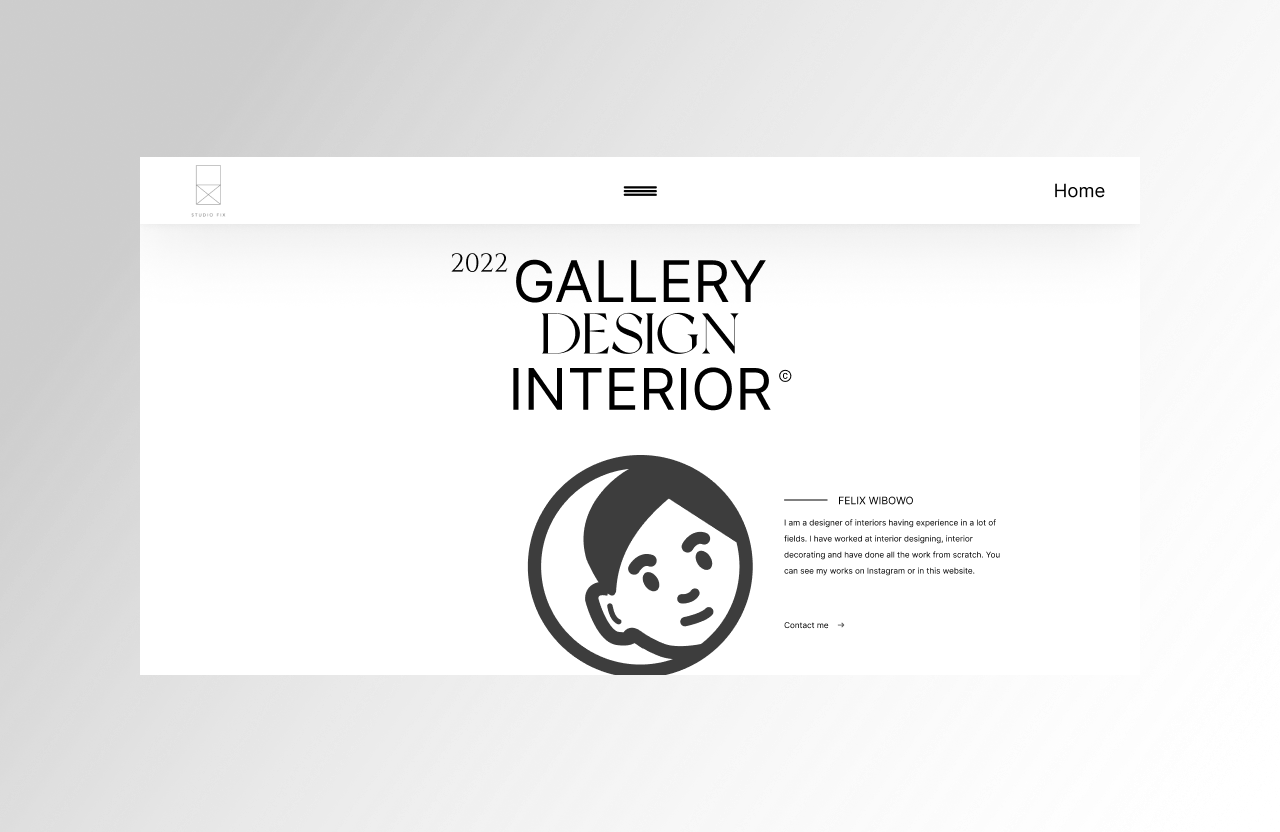 STUDIO FIX
Home
2022
GALLERY
DESIGN
INTERIOR ©
FELIX WIBOWO
I am a designer of interiors having experience in a lot of
fields. I have worked at interior designing, interior
decorating and have done all the work from scratch. You
can see my works on Instagram or in this website.
Contact me →